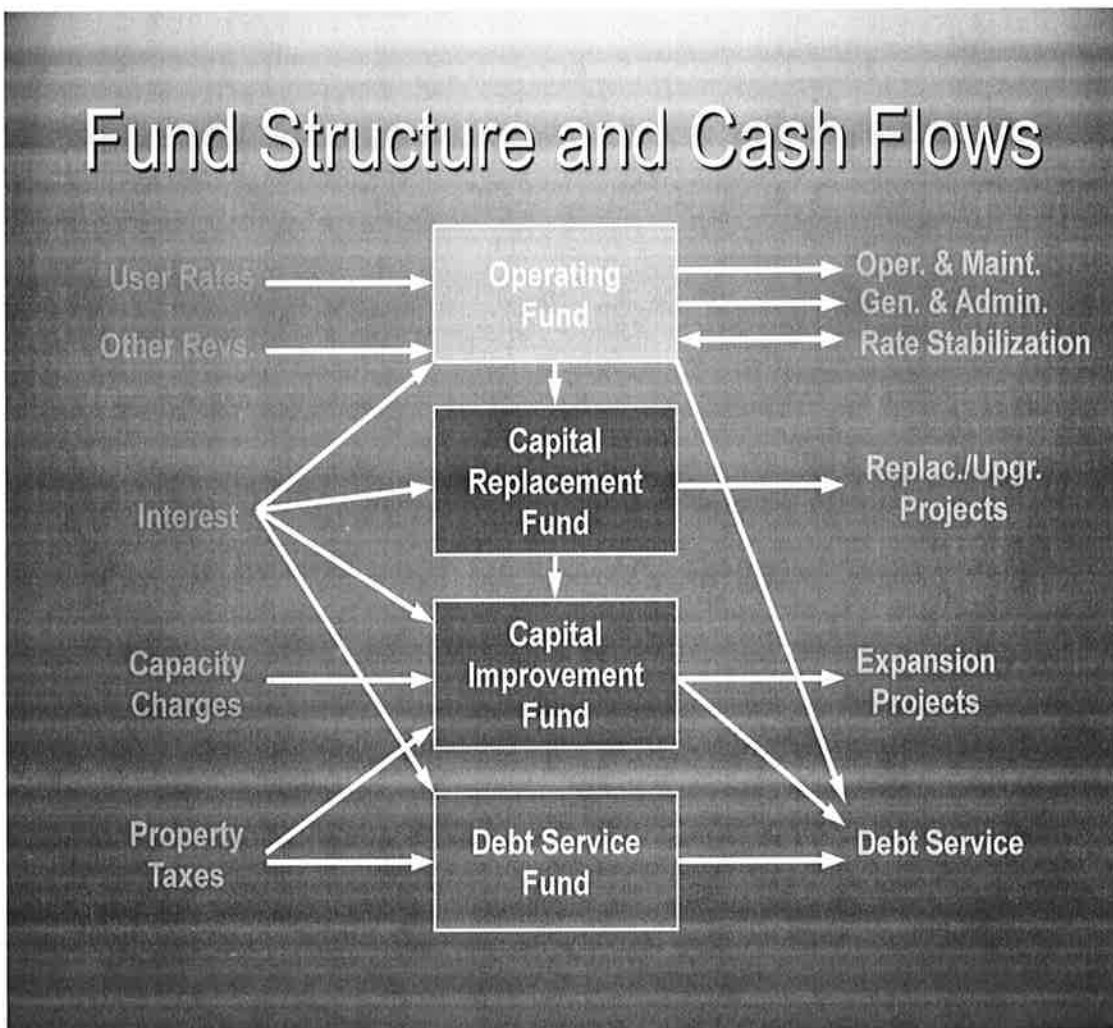 Fund Structure and Cash Flows
User Rates
Other Revs.
Interest
Capacity
Charges
Property
Taxes
Operating
Fund
Capital
Replacement
Fund
Capital
Improvement
Fund
Debt Service
Fund
Oper. & Maint.
Gen. & Admin.
Rate Stabilization
Replac./Upgr.
Projects
Expansion
Projects
Debt Service